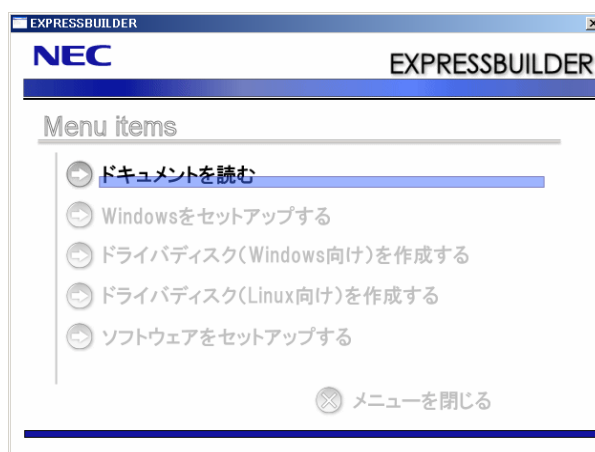 EXPRESSBUILDER
NEC
EXPRESSBUILDER
Menu items
ドキュメントを読む
Windowsをセットアップする
ドライバディスク(Windows向け)を作成する
ドライバディスク(Linux向け)を作成する
ソフトウェアをセットアップする
メニューを閉じる